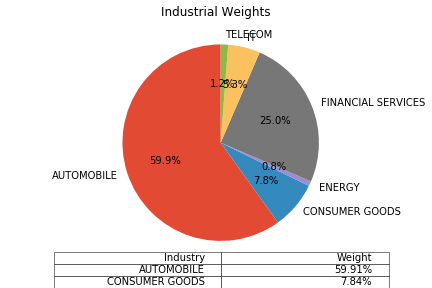 Industrial Weights
TELECOM
IT
1.2%
5.3%
FINANCIAL SERVICES
25.0%
59.9%
0.8%
AUTOMOBILE
7.8%
ENERGY
CONSUMER GOODS
Industry Weight
AUTOMOBILE 59.91%
CONSUMER GOODS 7.84%